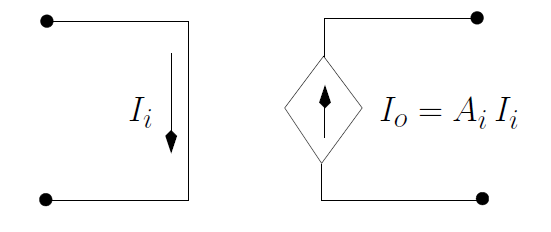 I_i
I_o = A_i I_i